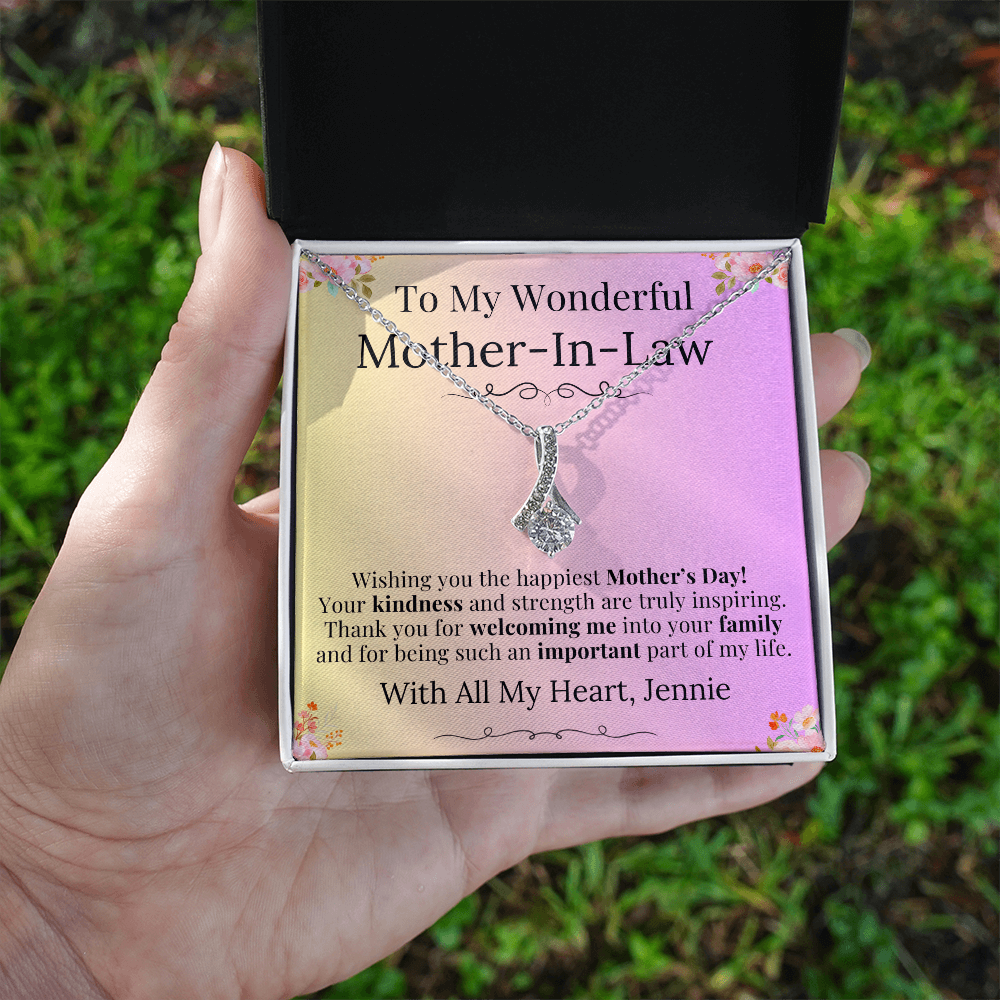 To My Wonderful
Mother-In-Law
Wishing you the happiest Mother’s Day!
Your kindness and strength are truly inspiring.
Thank you for welcoming me into your family
and for being such an important part of my life.
With All My Heart, Jennie